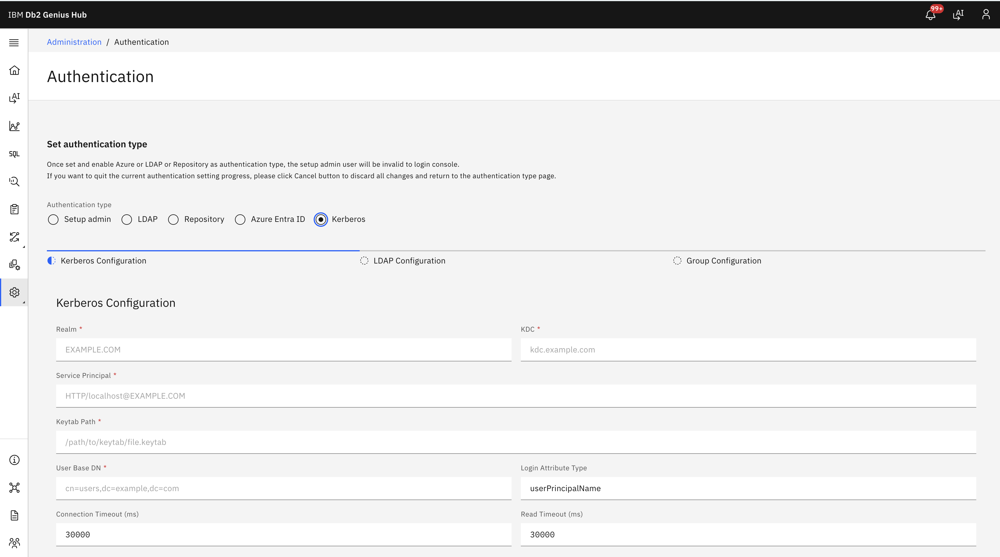 IBM Db2 Genius Hub
99+
AI
Administration / Authentication
AI
SQL
Authentication
Set authentication type
Once set and enable Azure or LDAP or Repository as authentication type, the setup admin user will be invalid to login console.
If you want to quit the current authentication setting progress, please click Cancel button to discard all changes and return to the authentication type page.
Authentication type
Setup admin LDAP Repository Azure Entra ID Kerberos
Kerberos Configuration LDAP Configuration Group Configuration
Kerberos Configuration
Realm * KDC *
EXAMPLE.COM kdc.example.com
Service Principal *
HTTP/localhost@EXAMPLE.COM
Keytab Path *
/path/to/keytab/file.keytab
User Base DN * Login Attribute Type
cn=users,dc=example,dc=com userPrincipalName
Connection Timeout (ms) Read Timeout (ms)
30000 30000